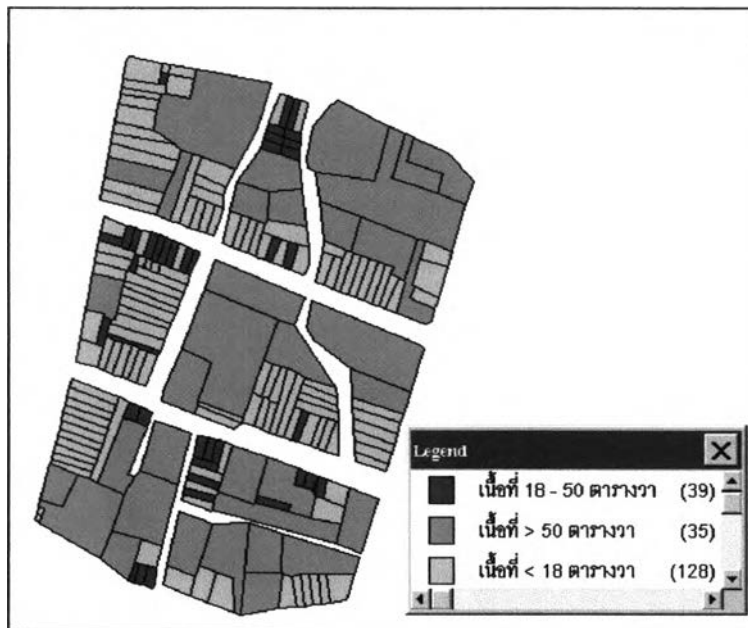 Legend
เนื้อที่ 18 - 50 ตารางวา (39)
เนื้อที่ > 50 ตารางวา (35)
เนื้อที่ < 18 ตารางวา (128)